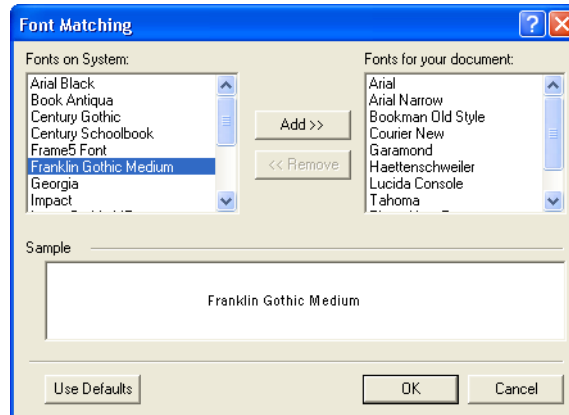 Font Matching
Fonts on System:
Arial Black
Book Antiqua
Century Gothic
Century Schoolbook
Frame5 Font
Franklin Gothic Medium
Georgia
Impact
Add >>
<< Remove
Fonts for your document:
Arial
Arial Narrow
Bookman Old Style
Courier New
Garamond
Haettenschweiler
Lucida Console
Tahoma
Sample
Franklin Gothic Medium
Use Defaults
OK
Cancel